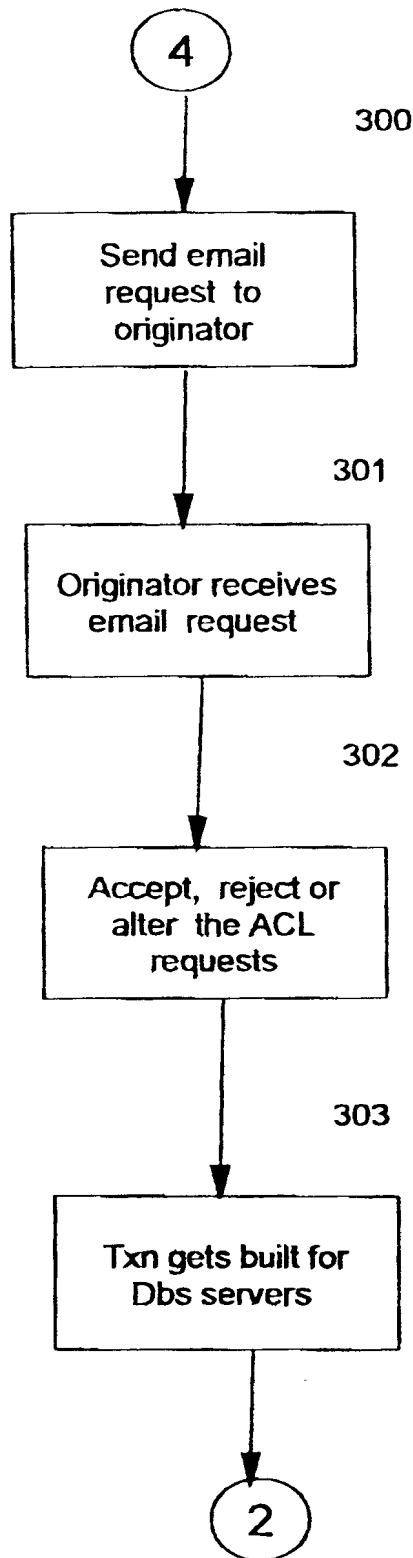 4
300
Send email
request to
originator
301
Originator receives
email request
302
Accept, reject or
alter the ACL
requests
303
Txn gets built for
Dbs servers
2